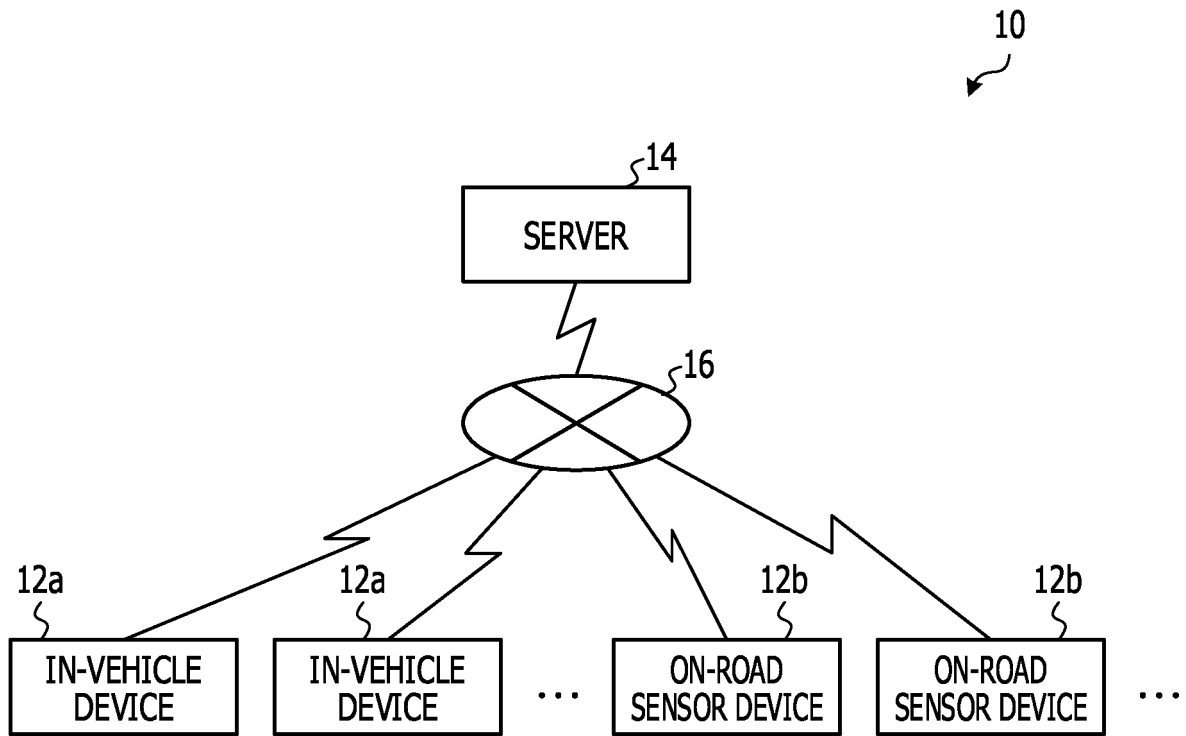 10
14
SERVER
16
12a
12a
12b
12b
IN-VEHICLE
DEVICE
IN-VEHICLE
DEVICE
...
ON-ROAD
SENSOR DEVICE
ON-ROAD
SENSOR DEVICE
...